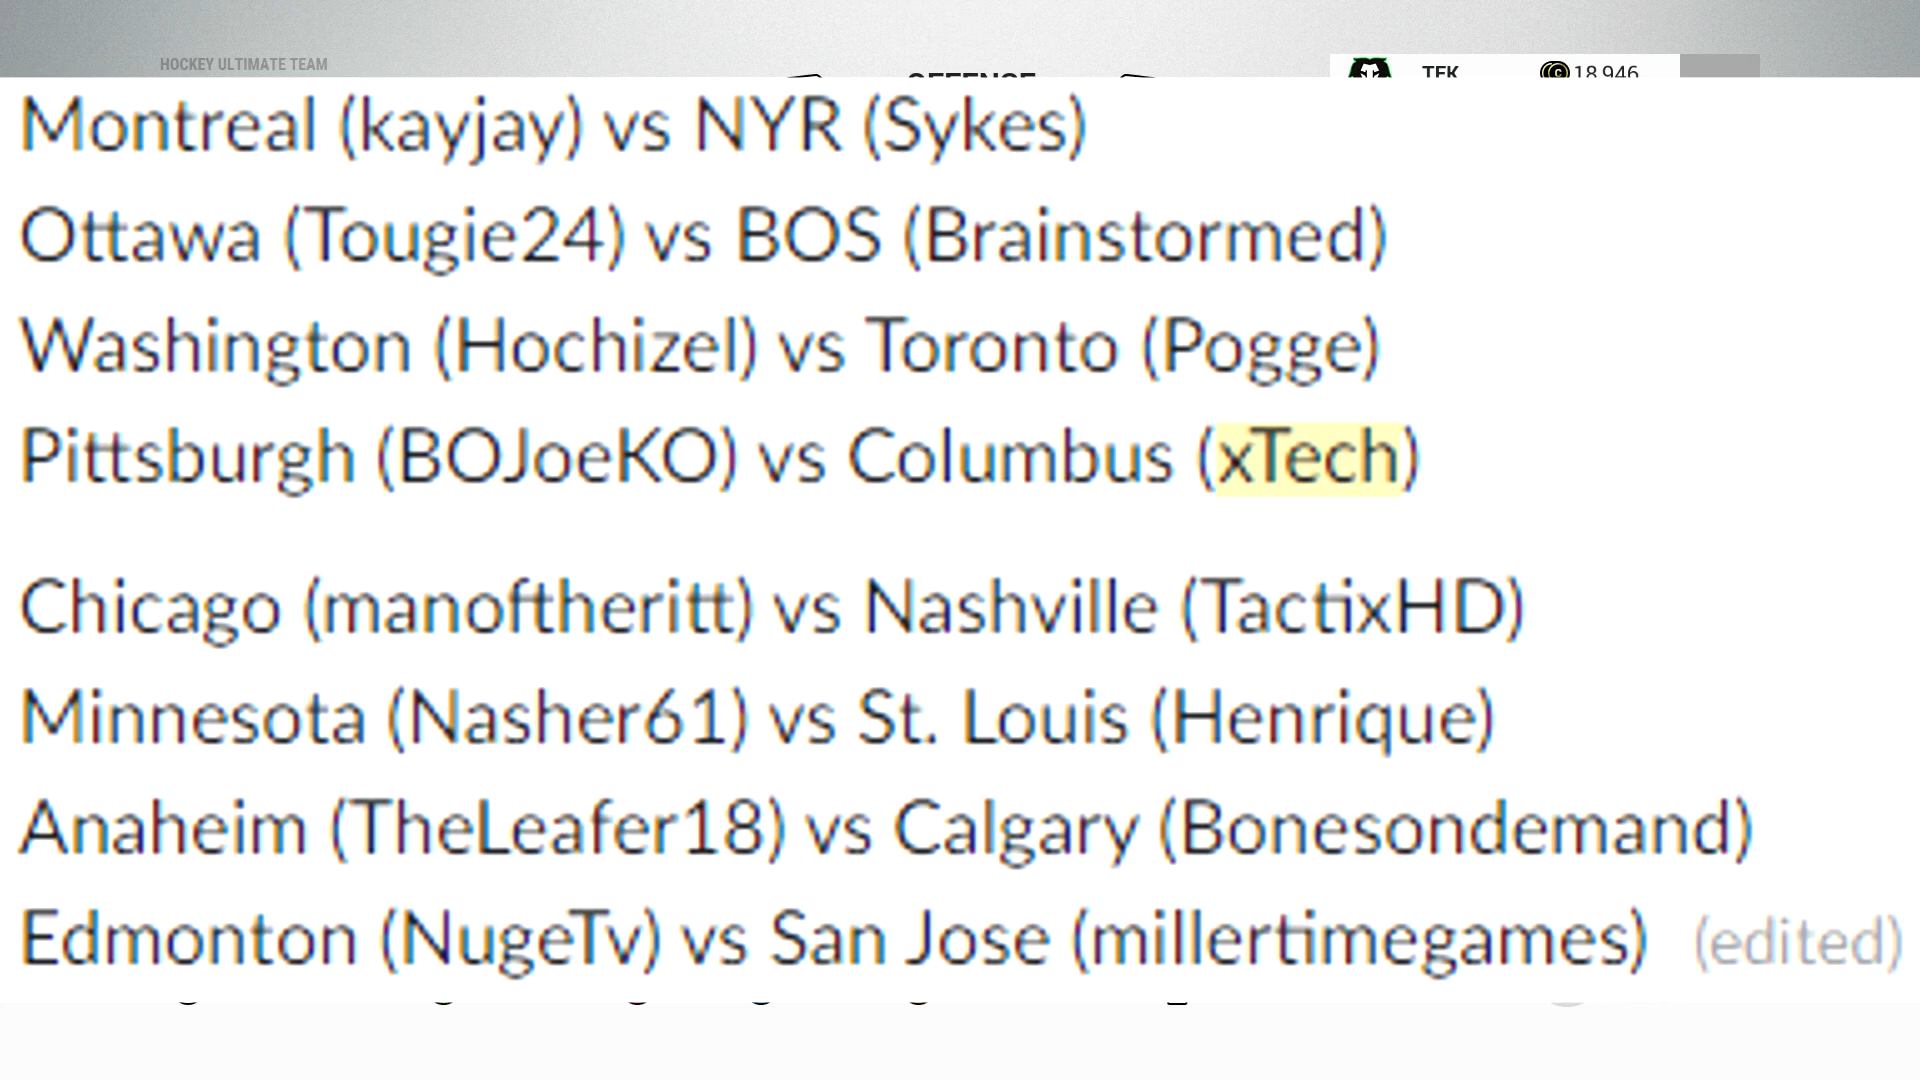 HOCKEY ULTIMATE TEAM
OFFENCE
TEK 18,946
Montreal (kayjay) vs NYR (Sykes)
Ottawa (Tougie24) vs BOS (Brainstormed)
Washington (Hochizel) vs Toronto (Pogge)
Pittsburgh (BOJoeKO) vs Columbus (xTech)
Chicago (manoftheritt) vs Nashville (TactixHD)
Minnesota (Nasher61) vs St. Louis (Henrique)
Anaheim (TheLeafer18) vs Calgary (Bonesondemand)
Edmonton (NugeTv) vs San Jose (millertimegames) (edited)